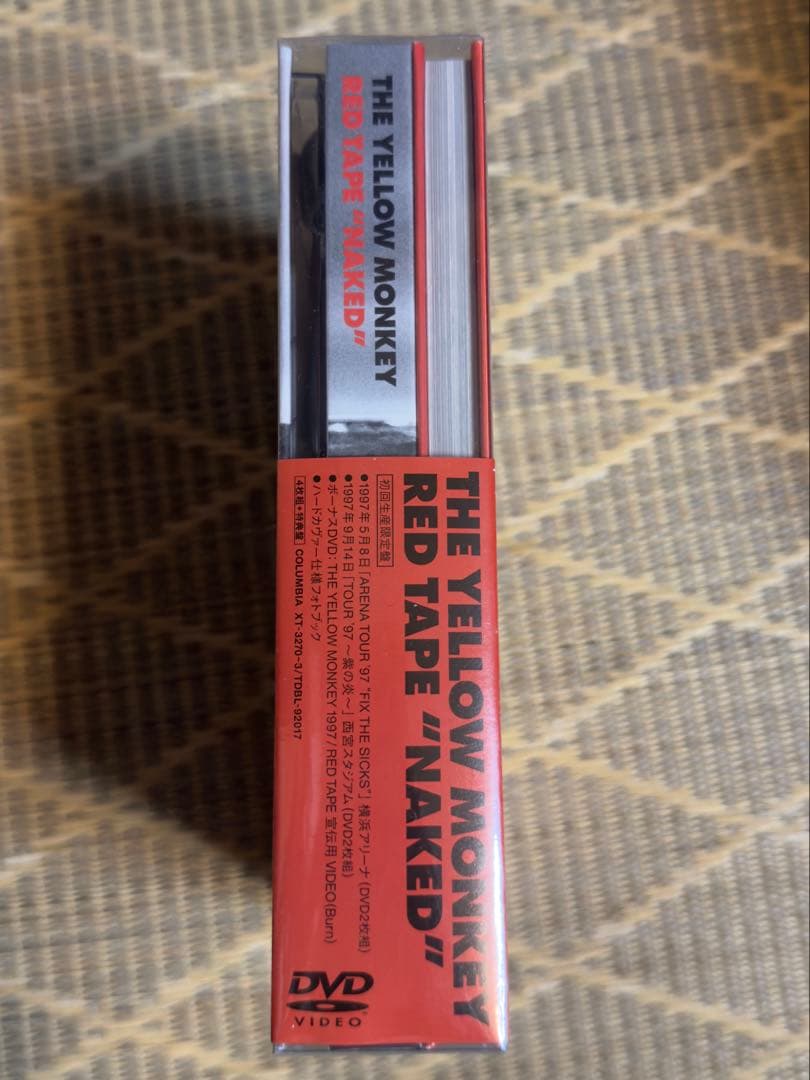 THE YELLOW MONKEY
RED TAPE “NAKED”
THE YELLOW MONKEY
RED TAPE “NAKED”
初回生産限定盤
●1997年5月8日「ARENA TOUR '97 “FIX THE SICKS”」横浜アリーナ(DVD2枚組)
●1997年9月14日「TOUR '97 ～紫の炎～」西宮スタジアム(DVD2枚組)
●ボーナスDVD：THE YELLOW MONKEY 1997/RED TAPE 宣伝用 VIDEO(Burn)
●ハードカヴァー仕様フォトブック
4枚組+特典盤 COLUMBIA XT-3270~3/TDBL-92017
DVD
VIDEO